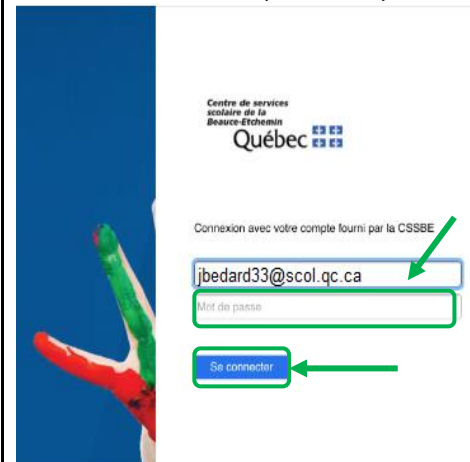 Centre de services
scolaire de la
Beauce-Etchemin
Québec
Connexion avec votre compte fourni par la CSSBE
jbedard33@scol.qc.ca
Mot de passe
Se connecter